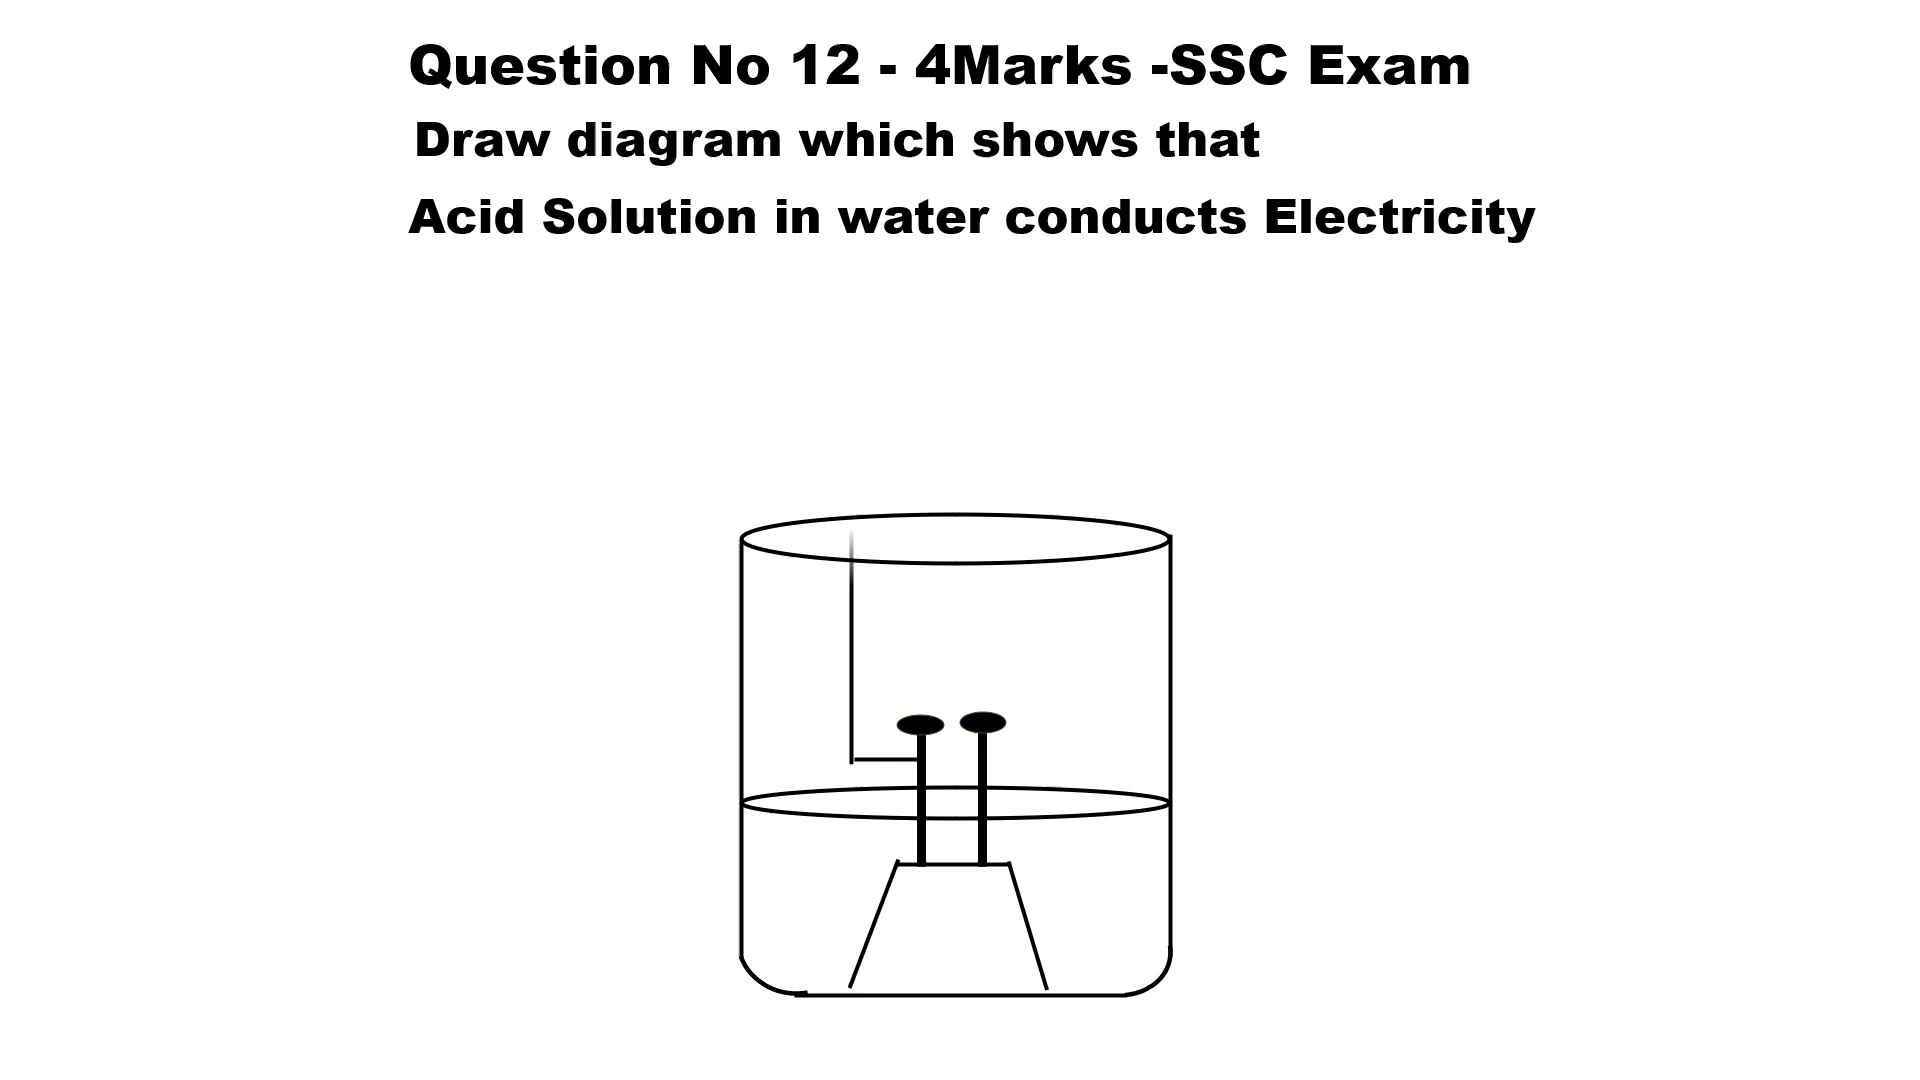 Question No 12 - 4Marks -SSC Exam
Draw diagram which shows that
Acid Solution in water conducts Electricity